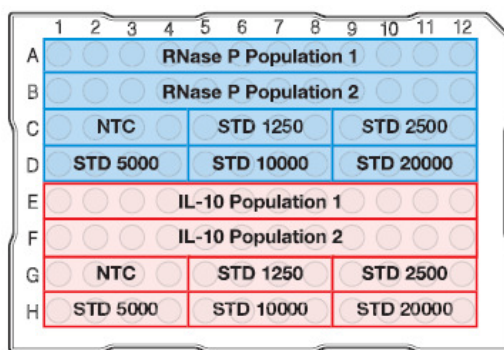 1 2 3 4 5 6 7 8 9 10 11 12
A RNase P Population 1
B RNase P Population 2
C NTC STD 1250 STD 2500
D STD 5000 STD 10000 STD 20000
E IL-10 Population 1
F IL-10 Population 2
G NTC STD 1250 STD 2500
H STD 5000 STD 10000 STD 20000